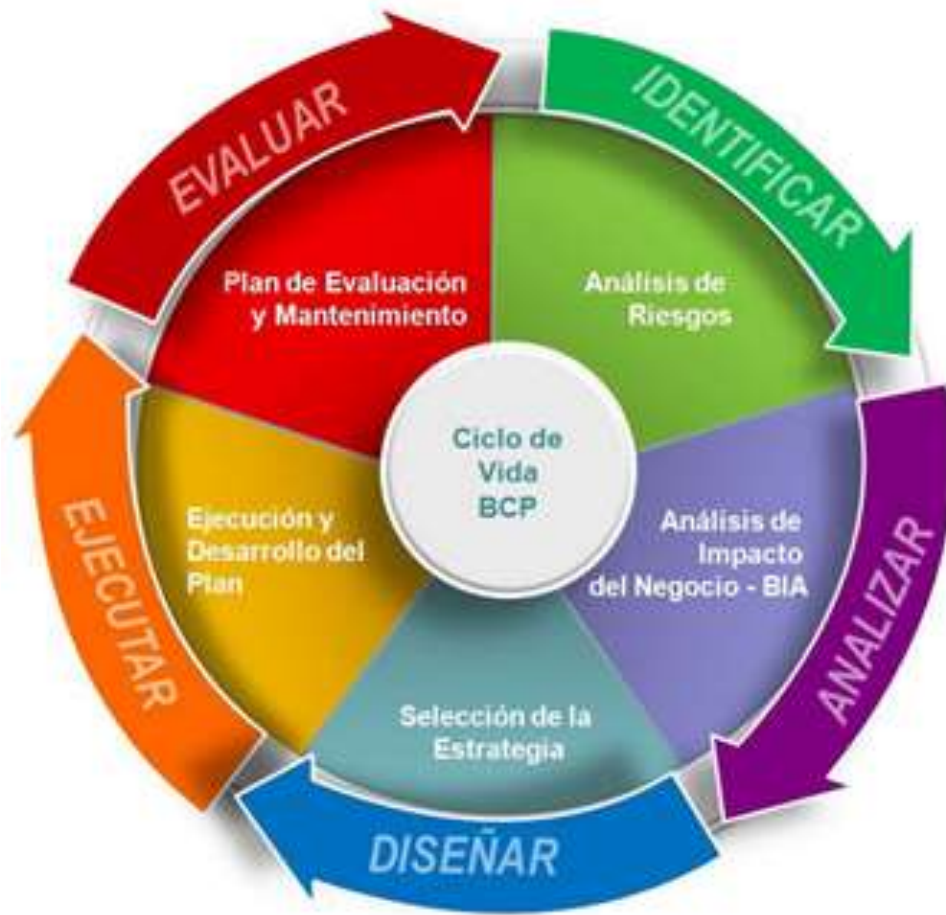 EVALUAR
IDENTIFICAR
Plan de Evaluación
y Mantenimiento
Análisis de
Riesgos
Ciclo de
Vida
BCP
Ejecución y
Desarrollo del
Plan
Análisis de
Impacto
del Negocio - BIA
EJECUTAR
ANALIZAR
Selección de la
Estrategia
DISEÑAR